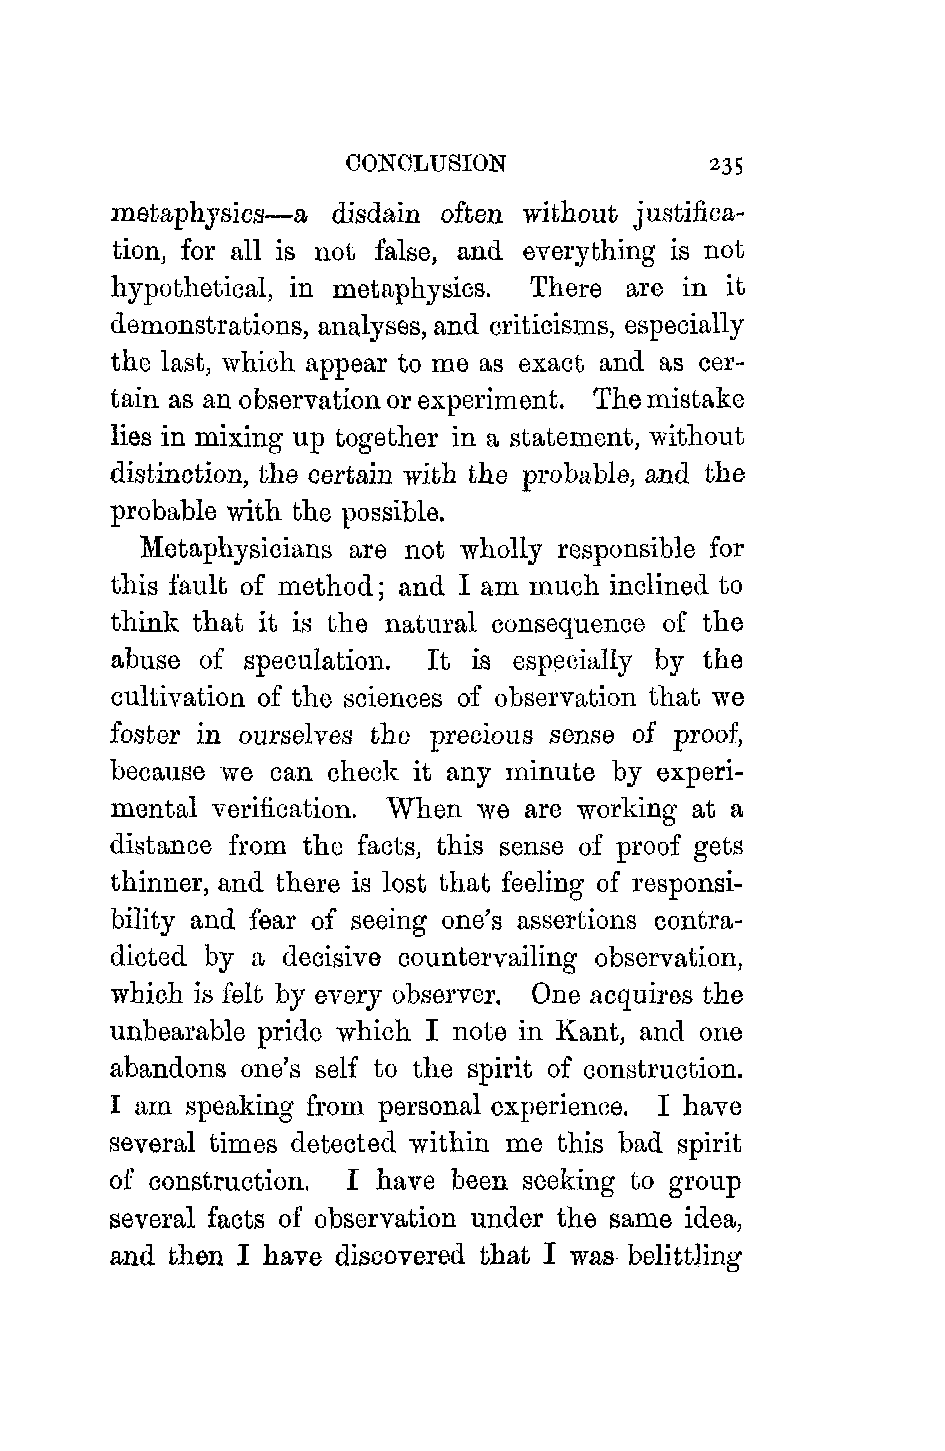 CONCLUSION 235
metaphysics—a disdain often without justifica-
tion, for all is not false, and everything is not
hypothetical, in metaphysics. There are in it
demonstrations, analyses, and criticisms, especially
the last, which appear to me as exact and as cer-
tain as an observation or experiment. The mistake
lies in mixing up together in a statement, without
distinction, the certain with the probable, and the
probable with the possible.
Metaphysicians are not wholly responsible for
this fault of method; and I am much inclined to
think that it is the natural consequence of the
abuse of speculation. It is especially by the
cultivation of the sciences of observation that we
foster in ourselves the precious sense of proof,
because we can check it any minute by experi-
mental verification. When we are working at a
distance from the facts, this sense of proof gets
thinner, and there is lost that feeling of responsi-
bility and fear of seeing one's assertions contra-
dicted by a decisive countervailing observation,
which is felt by every observer. One acquires the
unbearable pride which I note in Kant, and one
abandons one's self to the spirit of construction.
I am speaking from personal experience. I have
several times detected within me this bad spirit
of construction. I have been seeking to group
several facts of observation under the same idea,
and then I have discovered that I was belittling